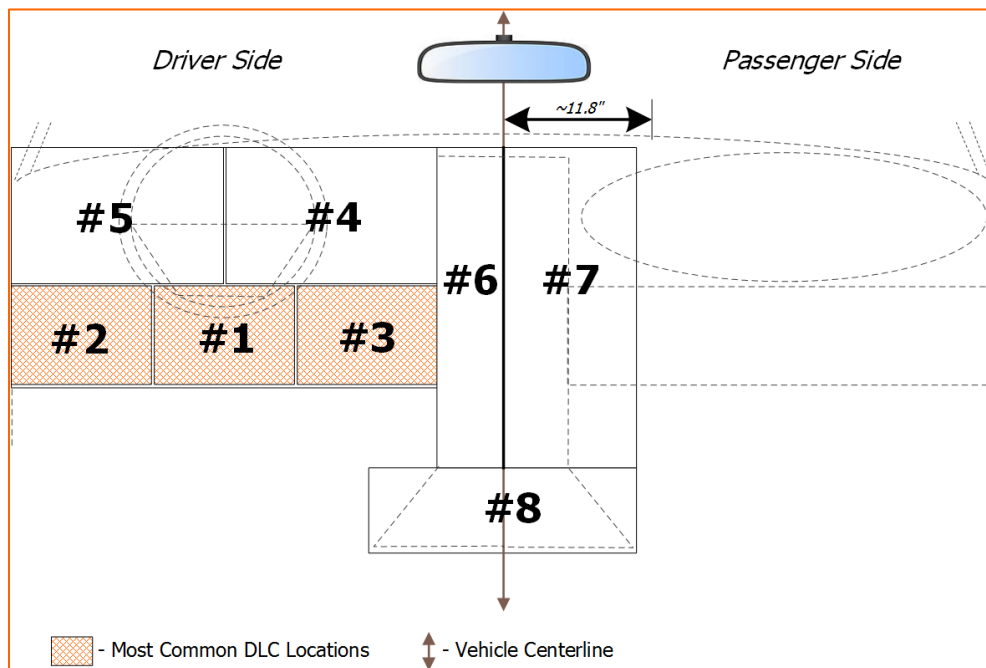 Driver Side
Passenger Side
~11.8"
#5
#4
#6
#7
#2
#1
#3
#8
- Most Common DLC Locations
- Vehicle Centerline